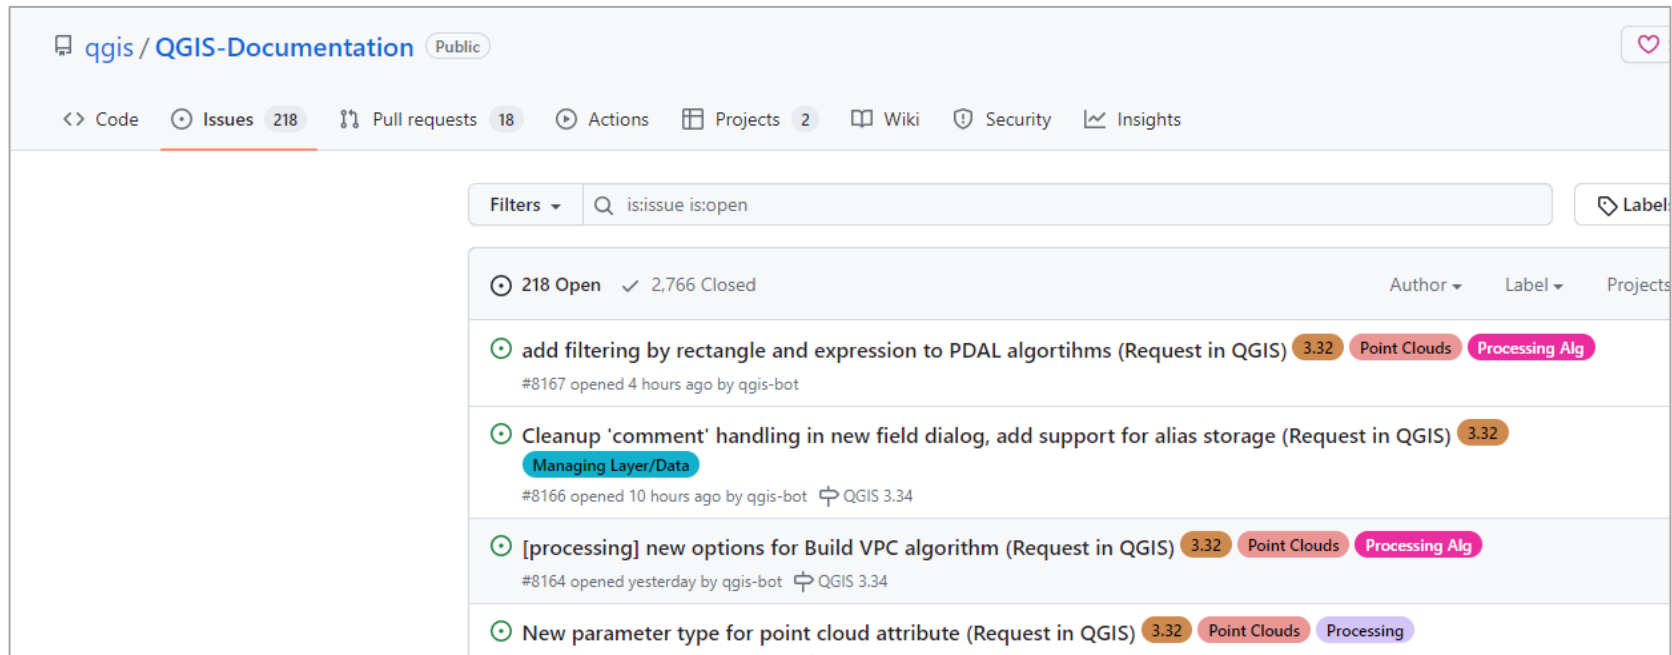 qgis / QGIS-Documentation Public
Code Issues 218 Pull requests 18 Actions Projects 2 Wiki Security Insights
Filters is:issue is:open Labels
218 Open 2,766 Closed Author Label Projects
add filtering by rectangle and expression to PDAL algortihms (Request in QGIS) 3.32 Point Clouds Processing Alg
#8167 opened 4 hours ago by qgis-bot
Cleanup 'comment' handling in new field dialog, add support for alias storage (Request in QGIS) 3.32
Managing Layer/Data
#8166 opened 10 hours ago by qgis-bot QGIS 3.34
[processing] new options for Build VPC algorithm (Request in QGIS) 3.32 Point Clouds Processing Alg
#8164 opened yesterday by qgis-bot QGIS 3.34
New parameter type for point cloud attribute (Request in QGIS) 3.32 Point Clouds Processing